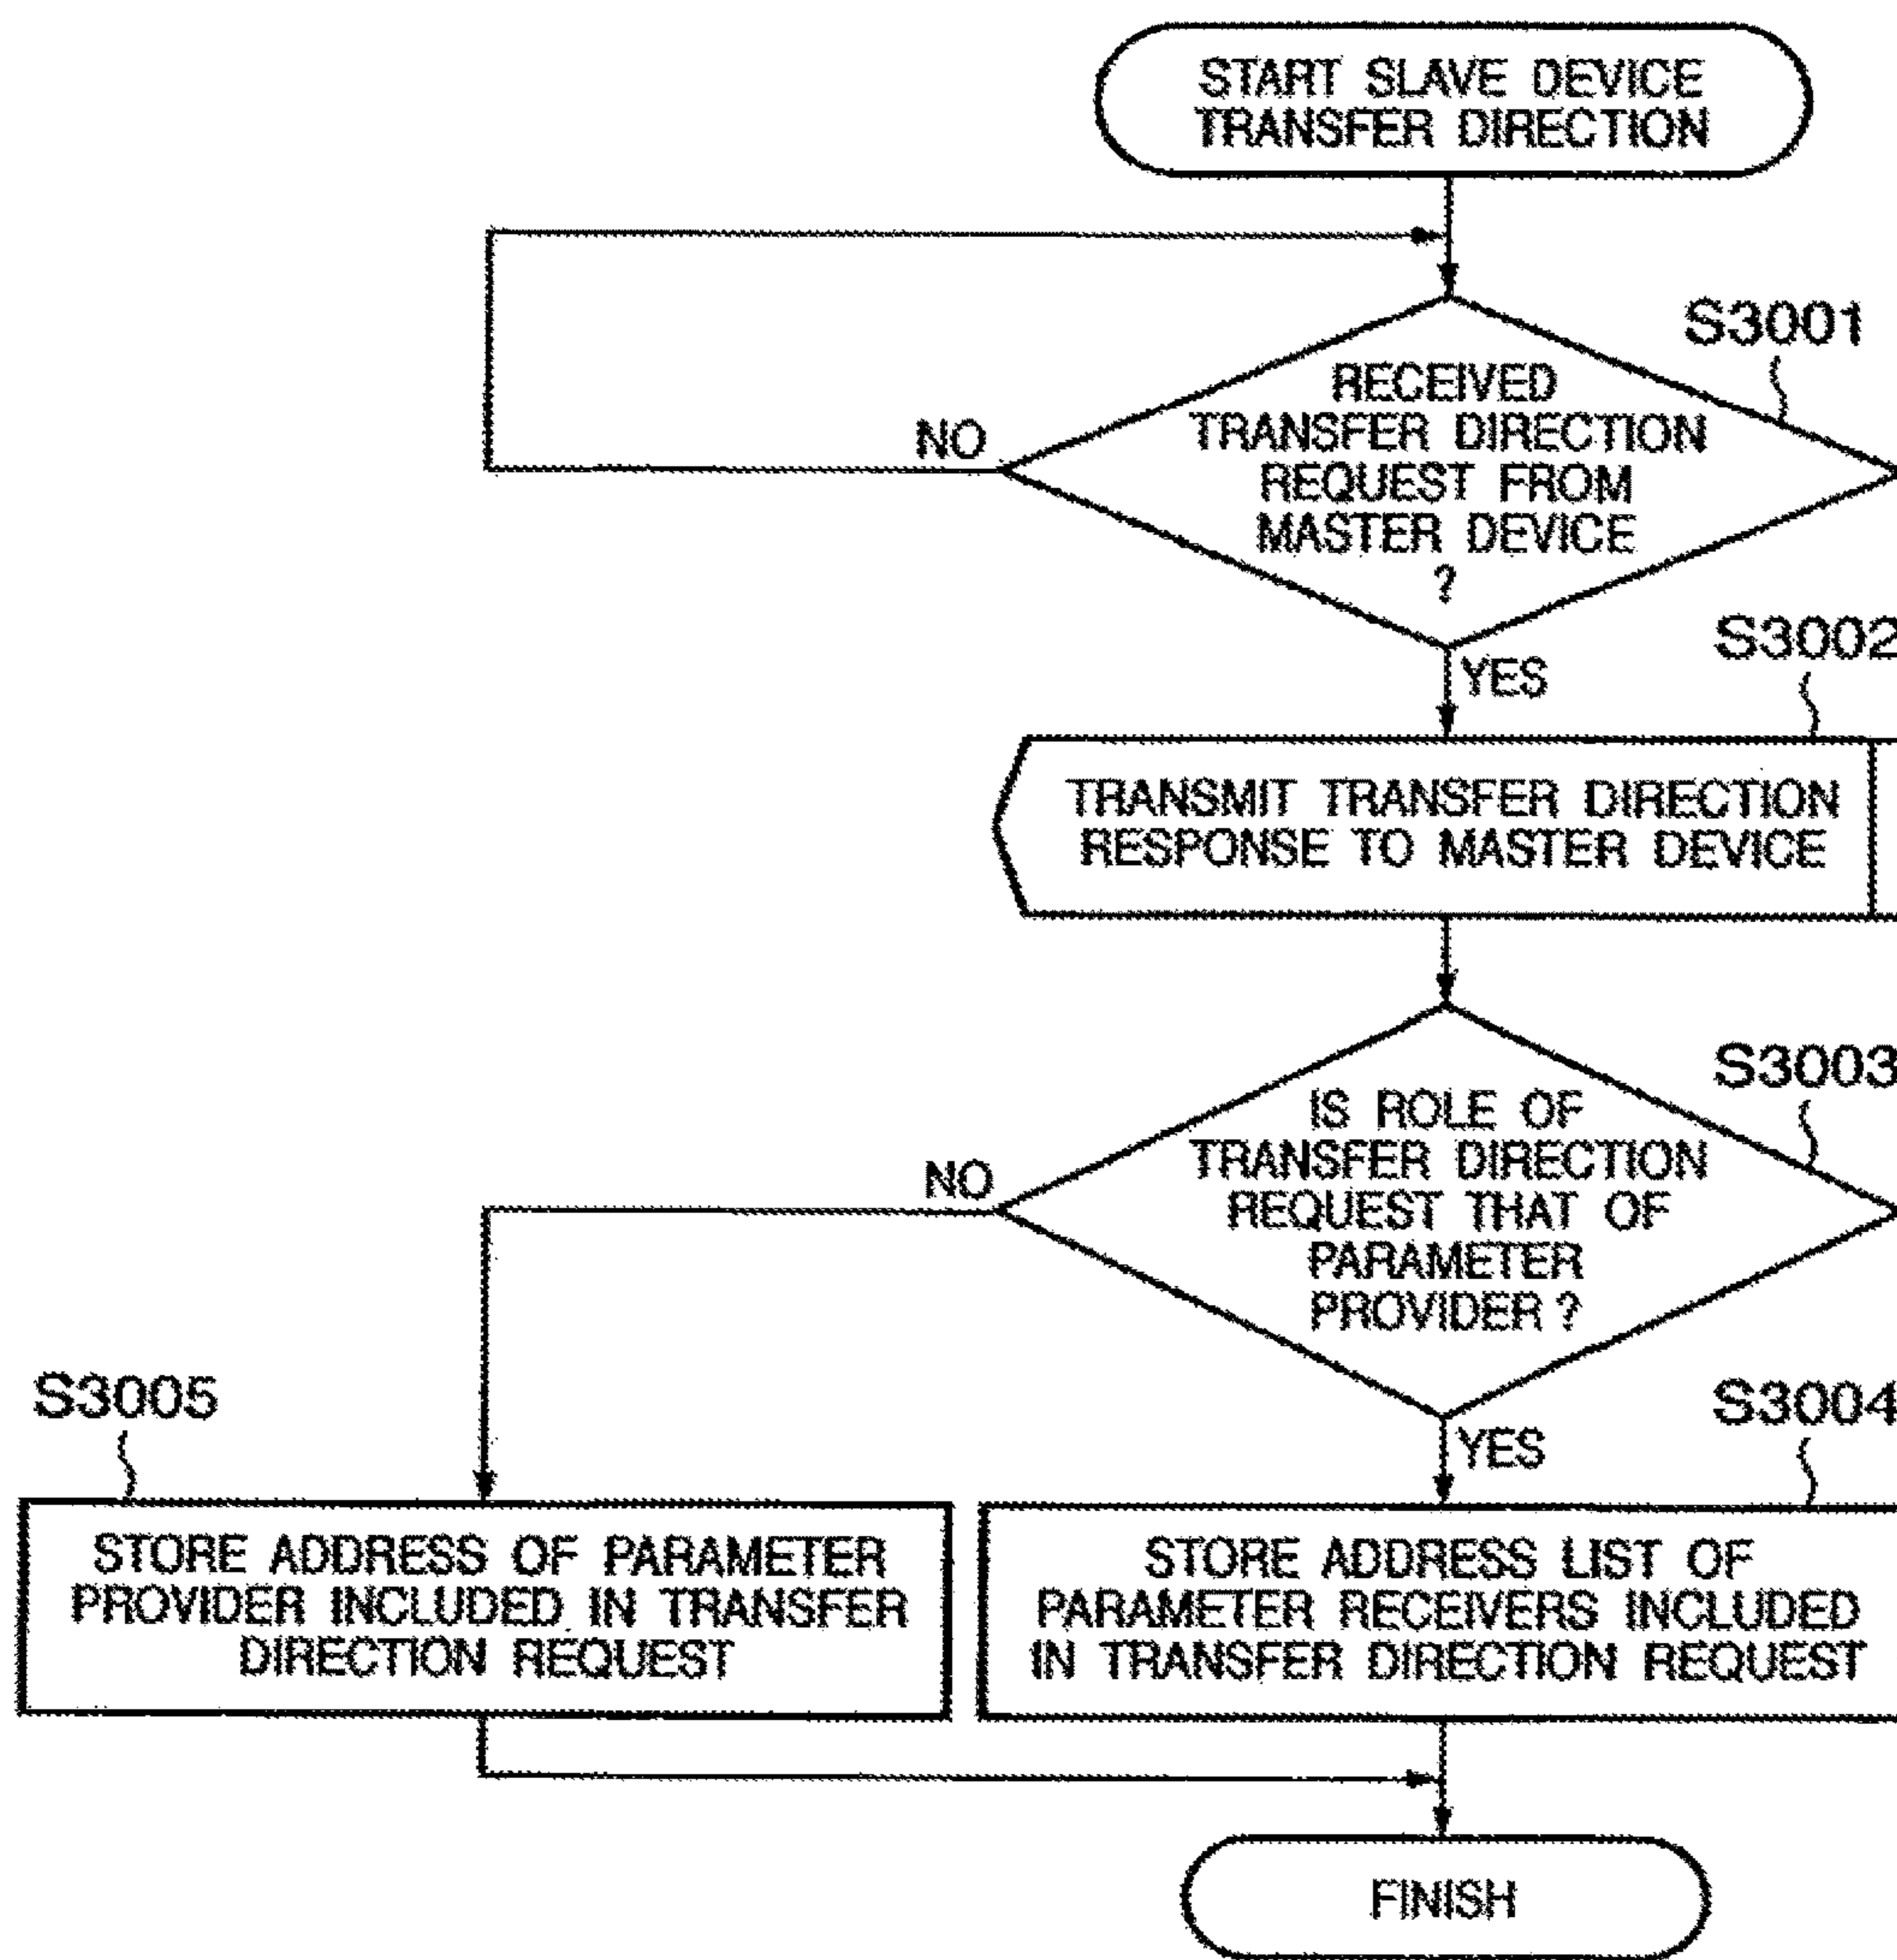 START SLAVE DEVICE
TRANSFER DIRECTION
S3001
RECEIVED
TRANSFER DIRECTION
REQUEST FROM
MASTER DEVICE
?
NO
YES
S3002
TRANSMIT TRANSFER DIRECTION
RESPONSE TO MASTER DEVICE
S3003
IS ROLE OF
TRANSFER DIRECTION
REQUEST THAT OF
PARAMETER
PROVIDER ?
NO
YES
S3005
STORE ADDRESS OF PARAMETER
PROVIDER INCLUDED IN TRANSFER
DIRECTION REQUEST
S3004
STORE ADDRESS LIST OF
PARAMETER RECEIVERS INCLUDED
IN TRANSFER DIRECTION REQUEST
FINISH